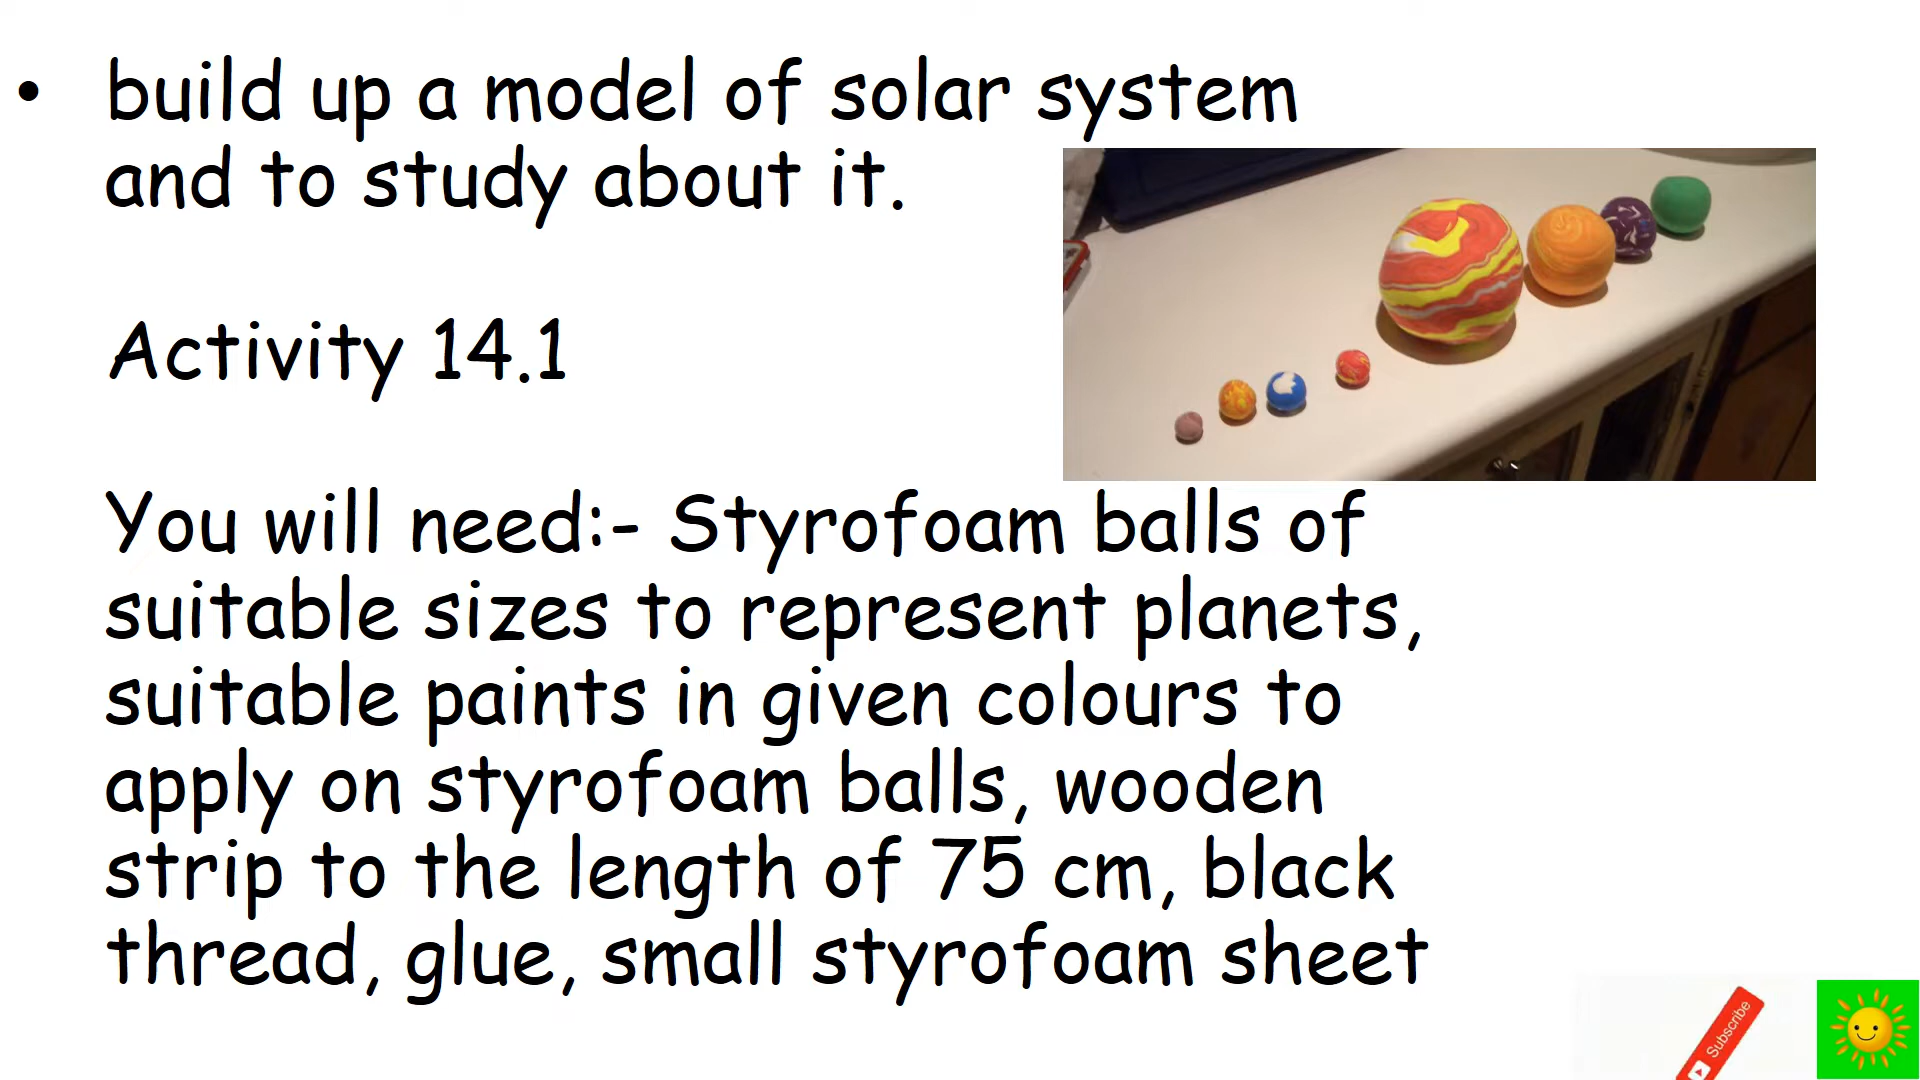 • build up a model of solar system
and to study about it.
Activity 14.1
You will need:- Styrofoam balls of
suitable sizes to represent planets,
suitable paints in given colours to
apply on styrofoam balls, wooden
strip to the length of 75 cm, black
thread, glue, small styrofoam sheet
Subscribe